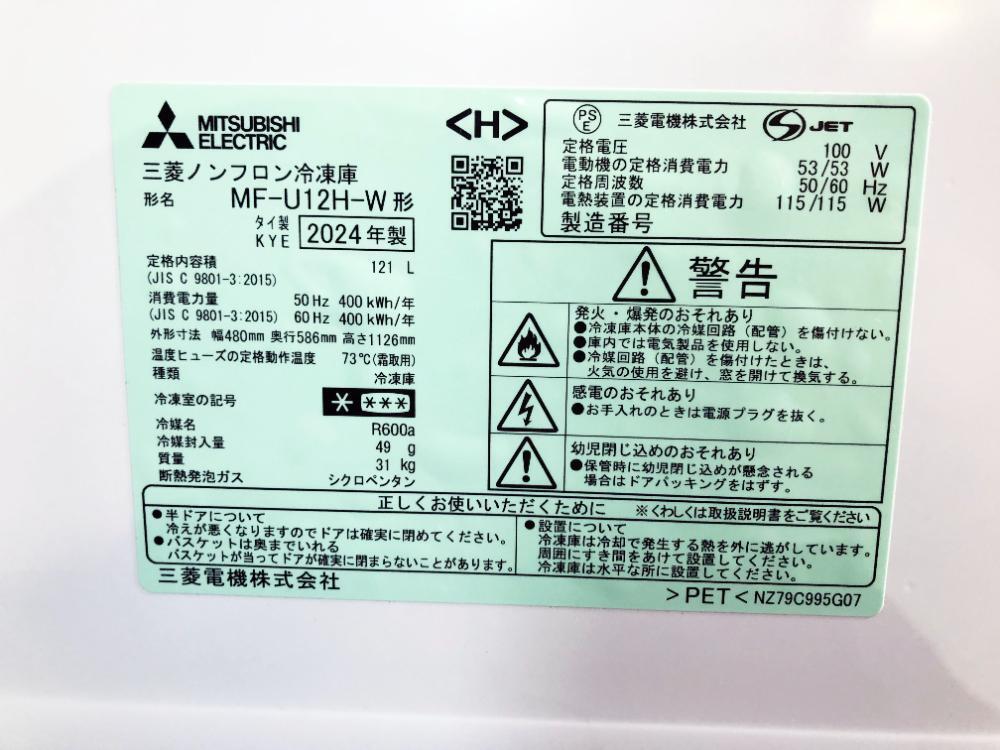 MITSUBISHI
ELECTRIC
三菱ノンフロン冷凍庫
形名 MF-U12H-W形
タイ製
KYE 2024年製
定格内容積 121 L
(JIS C 9801-3:2015)
消費電力量 50Hz 400kWh/年
(JIS C 9801-3:2015) 60Hz 400kWh/年
外形寸法 幅480mm 奥行586mm 高さ1126mm
温度ヒューズの定格動作温度 73℃(霜取用)
種類 冷凍庫
冷凍室の記号 * ***
冷媒名 R600a
冷媒封入量 49 g
質量 31 kg
断熱発泡ガス シクロペンタン
<H>
PSE 三菱電機株式会社 S JET
定格電圧 100 V
電動機の定格消費電力 53/53 W
定格周波数 50/60 Hz
電熱装置の定格消費電力 115/115 W
製造番号
警告
発火・爆発のおそれあり
●冷凍庫本体の冷媒回路(配管)を傷付けない。
●庫内では電気製品を使用しない。
●冷媒回路(配管)を傷付けたときは、
火気の使用を避け、窓を開けて換気する。
感電のおそれあり
●お手入れのときは電源プラグを抜く。
幼児閉じ込めのおそれあり
●保管時に幼児閉じ込めが懸念される
場合はドアパッキングをはずす。
正しくお使いいただくために ※くわしくは取扱説明書をご覧ください
●半ドアについて
冷えが悪くなりますのでドアは確実に閉めてください。
●バスケットは奥までいれる
バスケットが当ってドアが確実に閉まらないことがあります。
●設置について
冷凍庫は冷却で発生する熱を外に逃がしています。
周囲にすき間をあけて設置してください。
冷凍庫は水平な所に設置してください。
三菱電機株式会社
>PET< NZ79C995G07